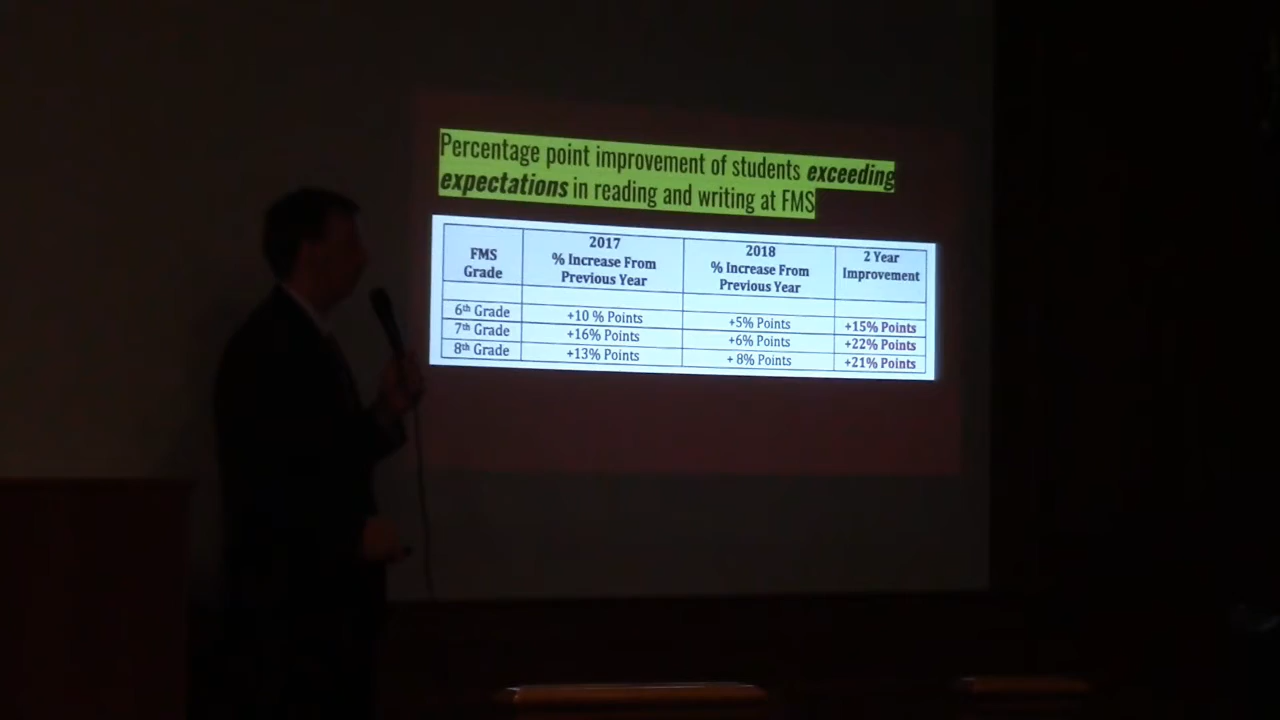 Percentage point improvement of students exceeding
expectations in reading and writing at FMS
FMS Grade | 2017 % Increase From Previous Year | 2018 % Increase From Previous Year | 2 Year Improvement
6th Grade | +10 % Points | +5% Points | +15% Points
7th Grade | +16% Points | +6% Points | +22% Points
8th Grade | +13% Points | + 8% Points | +21% Points